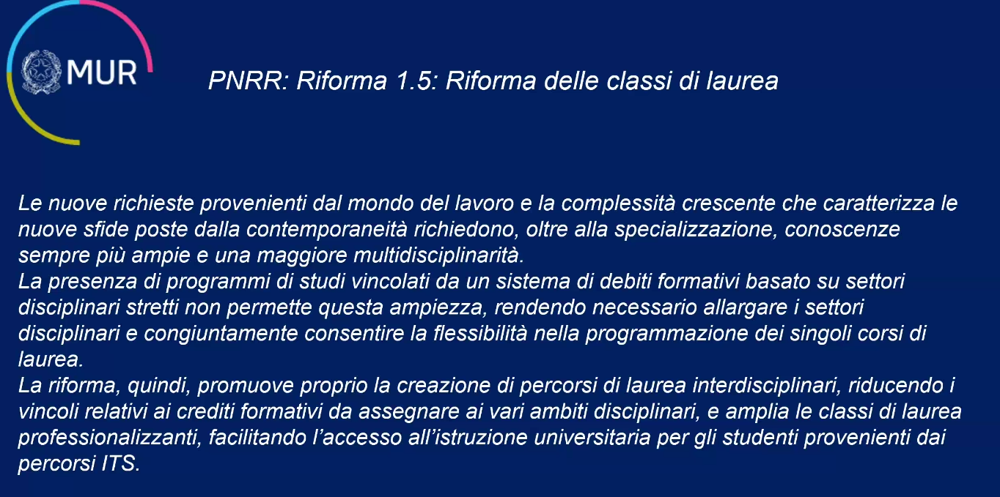 MUR
PNRR: Riforma 1.5: Riforma delle classi di laurea
Le nuove richieste provenienti dal mondo del lavoro e la complessità crescente che caratterizza le
nuove sfide poste dalla contemporaneità richiedono, oltre alla specializzazione, conoscenze
sempre più ampie e una maggiore multidisciplinarità.
La presenza di programmi di studi vincolati da un sistema di debiti formativi basato su settori
disciplinari stretti non permette questa ampiezza, rendendo necessario allargare i settori
disciplinari e congiuntamente consentire la flessibilità nella programmazione dei singoli corsi di
laurea.
La riforma, quindi, promuove proprio la creazione di percorsi di laurea interdisciplinari, riducendo i
vincoli relativi ai crediti formativi da assegnare ai vari ambiti disciplinari, e amplia le classi di laurea
professionalizzanti, facilitando l’accesso all’istruzione universitaria per gli studenti provenienti dai
percorsi ITS.